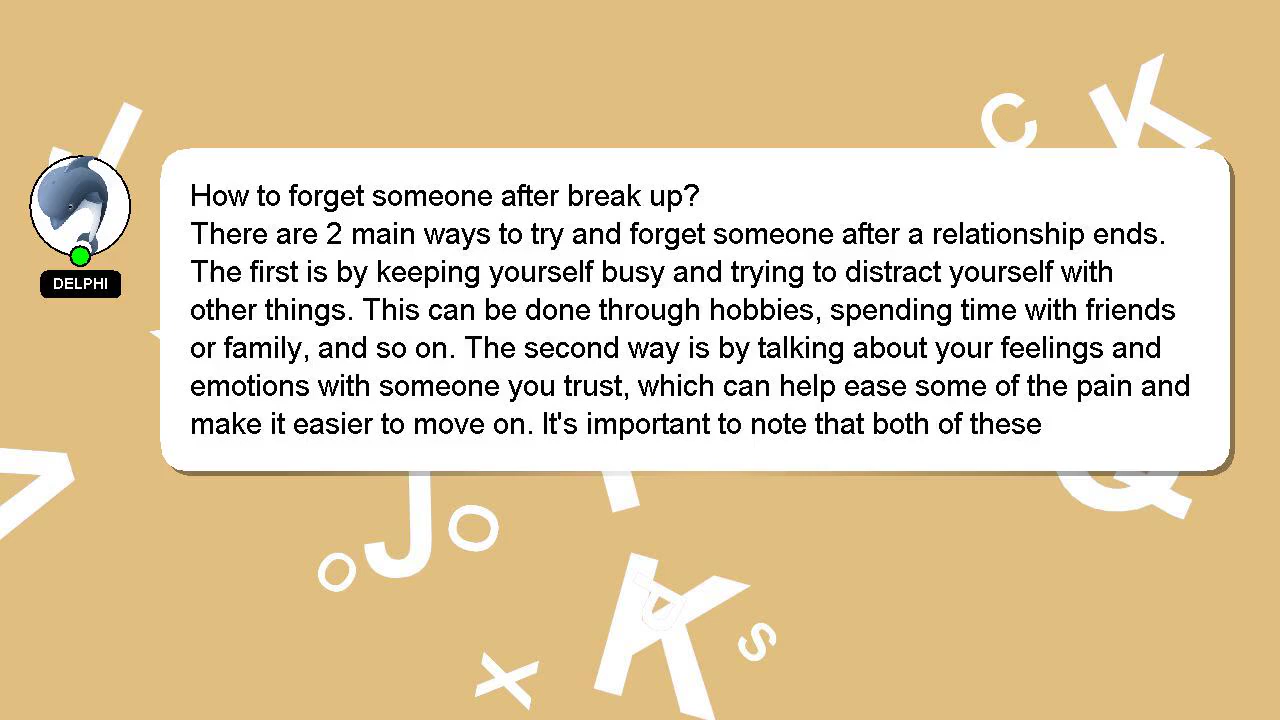 How to forget someone after break up?
There are 2 main ways to try and forget someone after a relationship ends.
The first is by keeping yourself busy and trying to distract yourself with
other things. This can be done through hobbies, spending time with friends
or family, and so on. The second way is by talking about your feelings and
emotions with someone you trust, which can help ease some of the pain and
make it easier to move on. It's important to note that both of these
DELPHI
C
K
J
O
O
Q
K
P
S
X